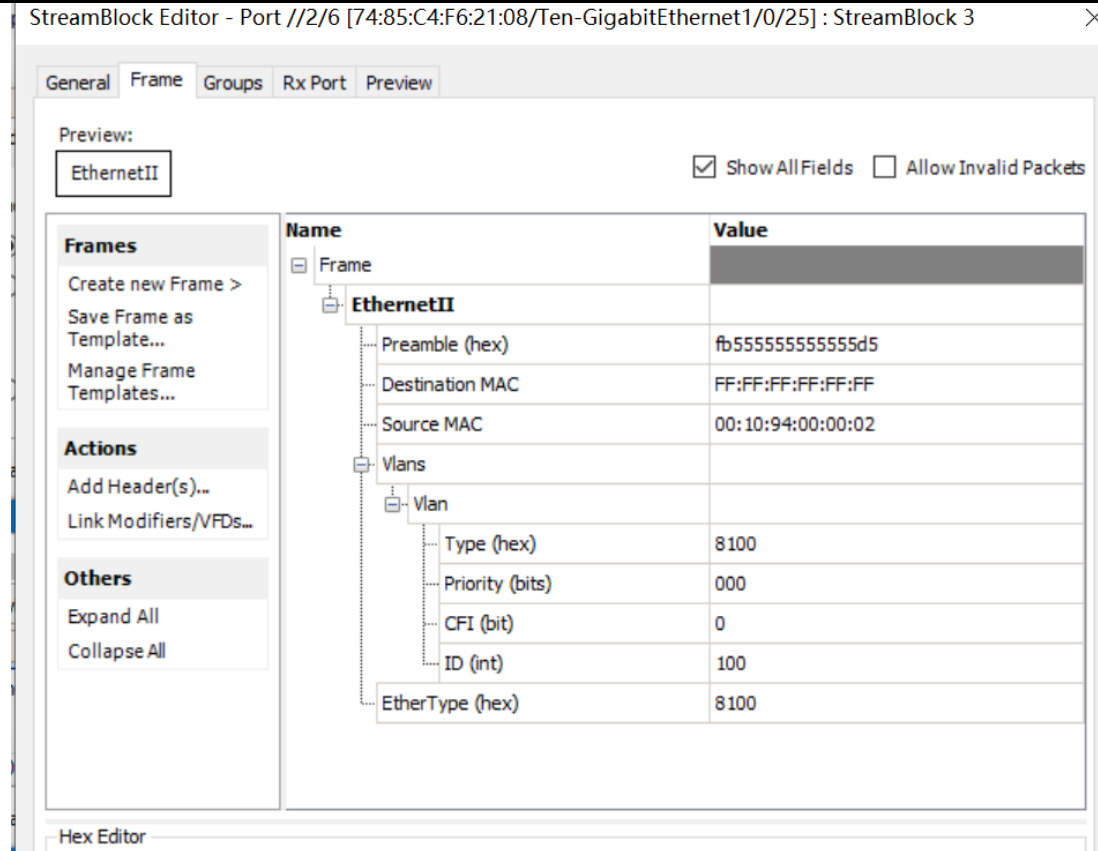 StreamBlock Editor - Port //2/6 [74:85:C4:F6:21:08/Ten-GigabitEthernet1/0/25] : StreamBlock 3
General Frame Groups Rx Port Preview
Preview:
EthernetII
Show All Fields Allow Invalid Packets
Frames
Create new Frame >
Save Frame as
Template...
Manage Frame
Templates...
Actions
Add Header(s)...
Link Modifiers/VFDs...
Others
Expand All
Collapse All
Name Value
Frame
EthernetII
Preamble (hex) fb555555555555d5
Destination MAC FF:FF:FF:FF:FF:FF
Source MAC 00:10:94:00:00:02
Vlans
Vlan
Type (hex) 8100
Priority (bits) 000
CFI (bit) 0
ID (int) 100
EtherType (hex) 8100
Hex Editor